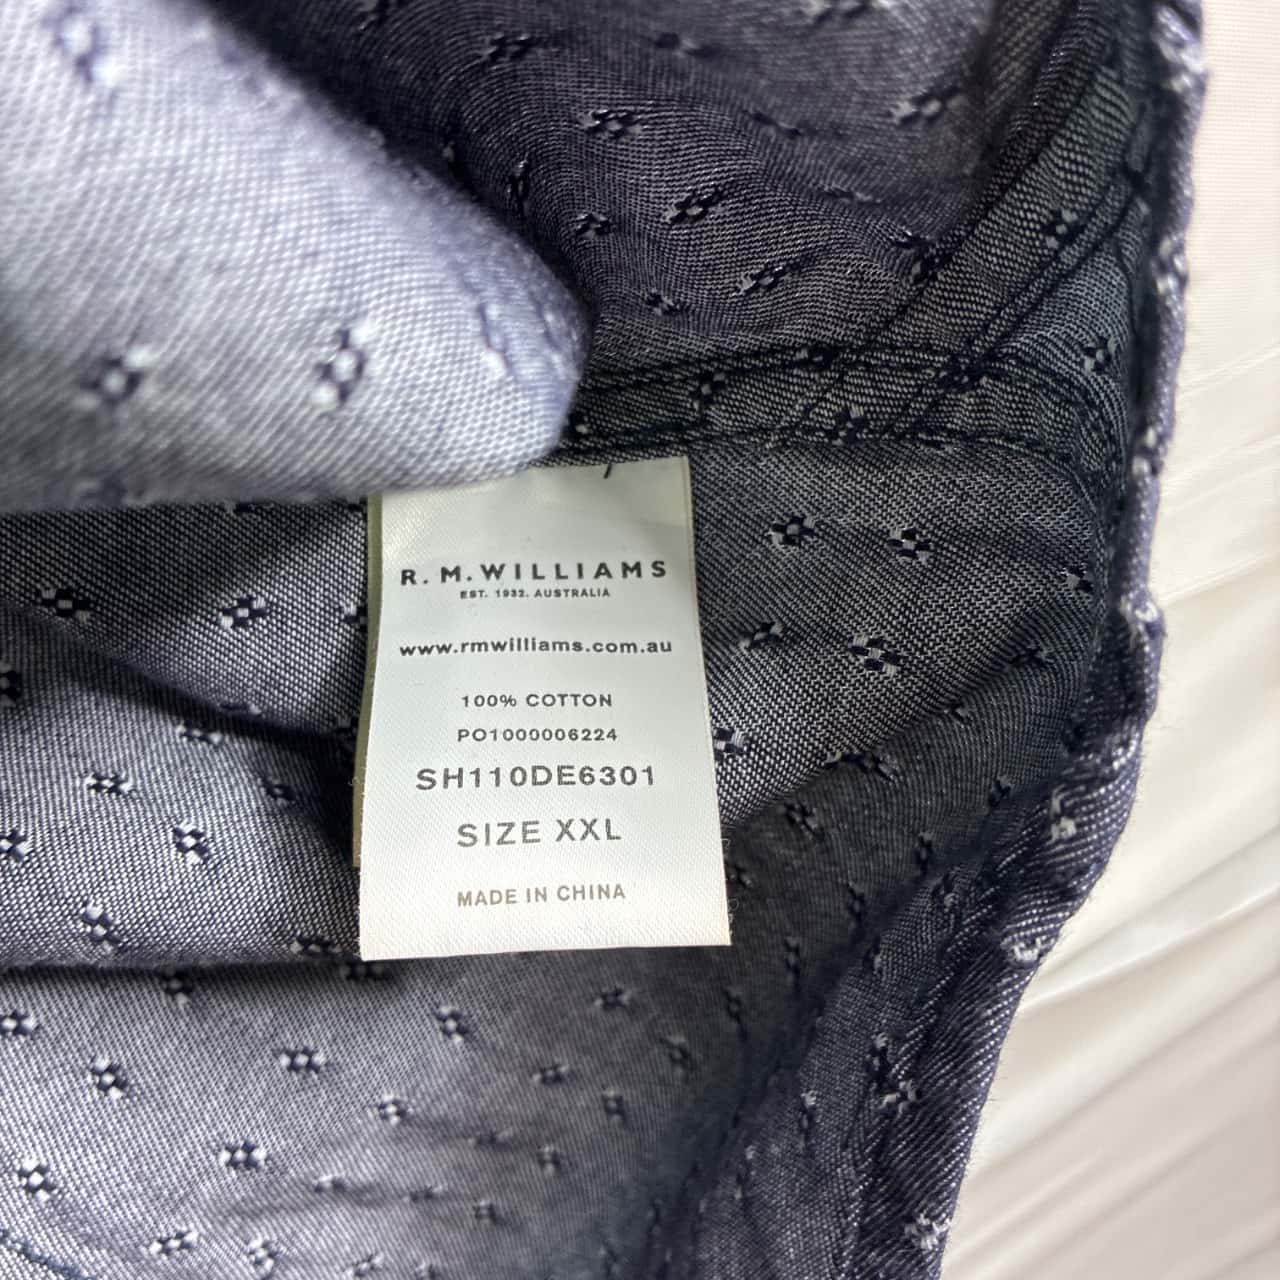 R. M. WILLIAMS
EST. 1932. AUSTRALIA
www.rmwilliams.com.au
100% COTTON
PO1000006224
SH110DE6301
SIZE XXL
MADE IN CHINA